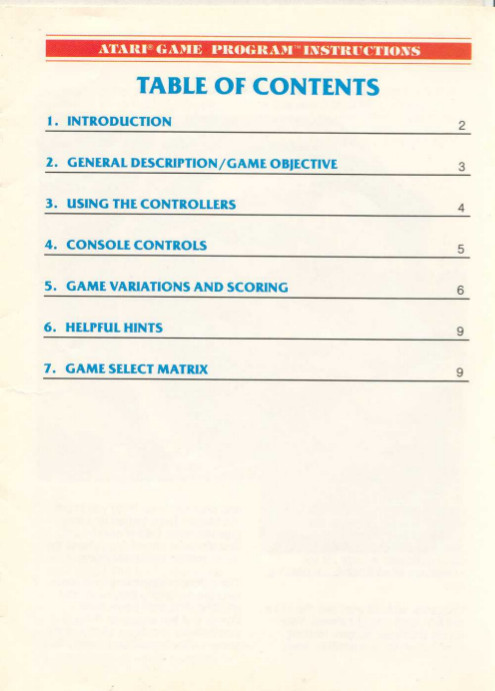 ATARI® GAME PROGRAM™ INSTRUCTIONS
TABLE OF CONTENTS
1. INTRODUCTION 2
2. GENERAL DESCRIPTION/GAME OBJECTIVE 3
3. USING THE CONTROLLERS 4
4. CONSOLE CONTROLS 5
5. GAME VARIATIONS AND SCORING 6
6. HELPFUL HINTS 9
7. GAME SELECT MATRIX 9